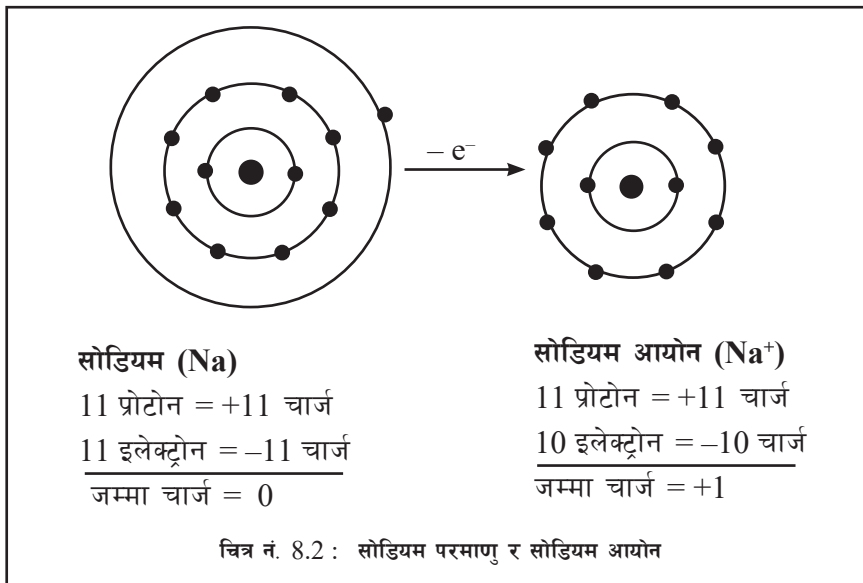 – e⁻
सोडियम (Na)
11 प्रोटोन = +11 चार्ज
11 इलेक्ट्रोन = –11 चार्ज
जम्मा चार्ज = 0
सोडियम आयोन (Na⁺)
11 प्रोटोन = +11 चार्ज
10 इलेक्ट्रोन = –10 चार्ज
जम्मा चार्ज = +1
चित्र नं. 8.2 : सोडियम परमाणु र सोडियम आयोन